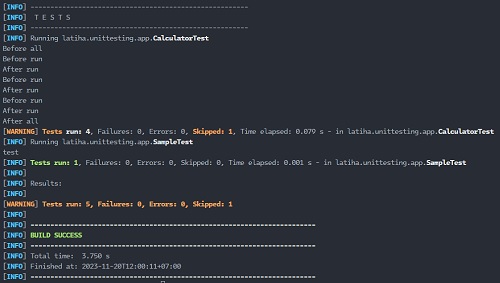 [INFO] -------------------------------------------------------
[INFO]  T E S T S
[INFO] -------------------------------------------------------
[INFO] Running latiha.unittesting.app.CalculatorTest
Before all
Before run
After run
Before run
After run
Before run
After run
After all
[WARNING] Tests run: 4, Failures: 0, Errors: 0, Skipped: 1, Time elapsed: 0.079 s - in latiha.unittesting.app.CalculatorTest
[INFO] Running latiha.unittesting.app.SampleTest
test
[INFO] Tests run: 1, Failures: 0, Errors: 0, Skipped: 0, Time elapsed: 0.001 s - in latiha.unittesting.app.SampleTest
[INFO]
[INFO] Results:
[INFO]
[WARNING] Tests run: 5, Failures: 0, Errors: 0, Skipped: 1
[INFO]
[INFO] ------------------------------------------------------------------------
[INFO] BUILD SUCCESS
[INFO] ------------------------------------------------------------------------
[INFO] Total time:  3.750 s
[INFO] Finished at: 2023-11-20T12:00:11+07:00
[INFO] ------------------------------------------------------------------------